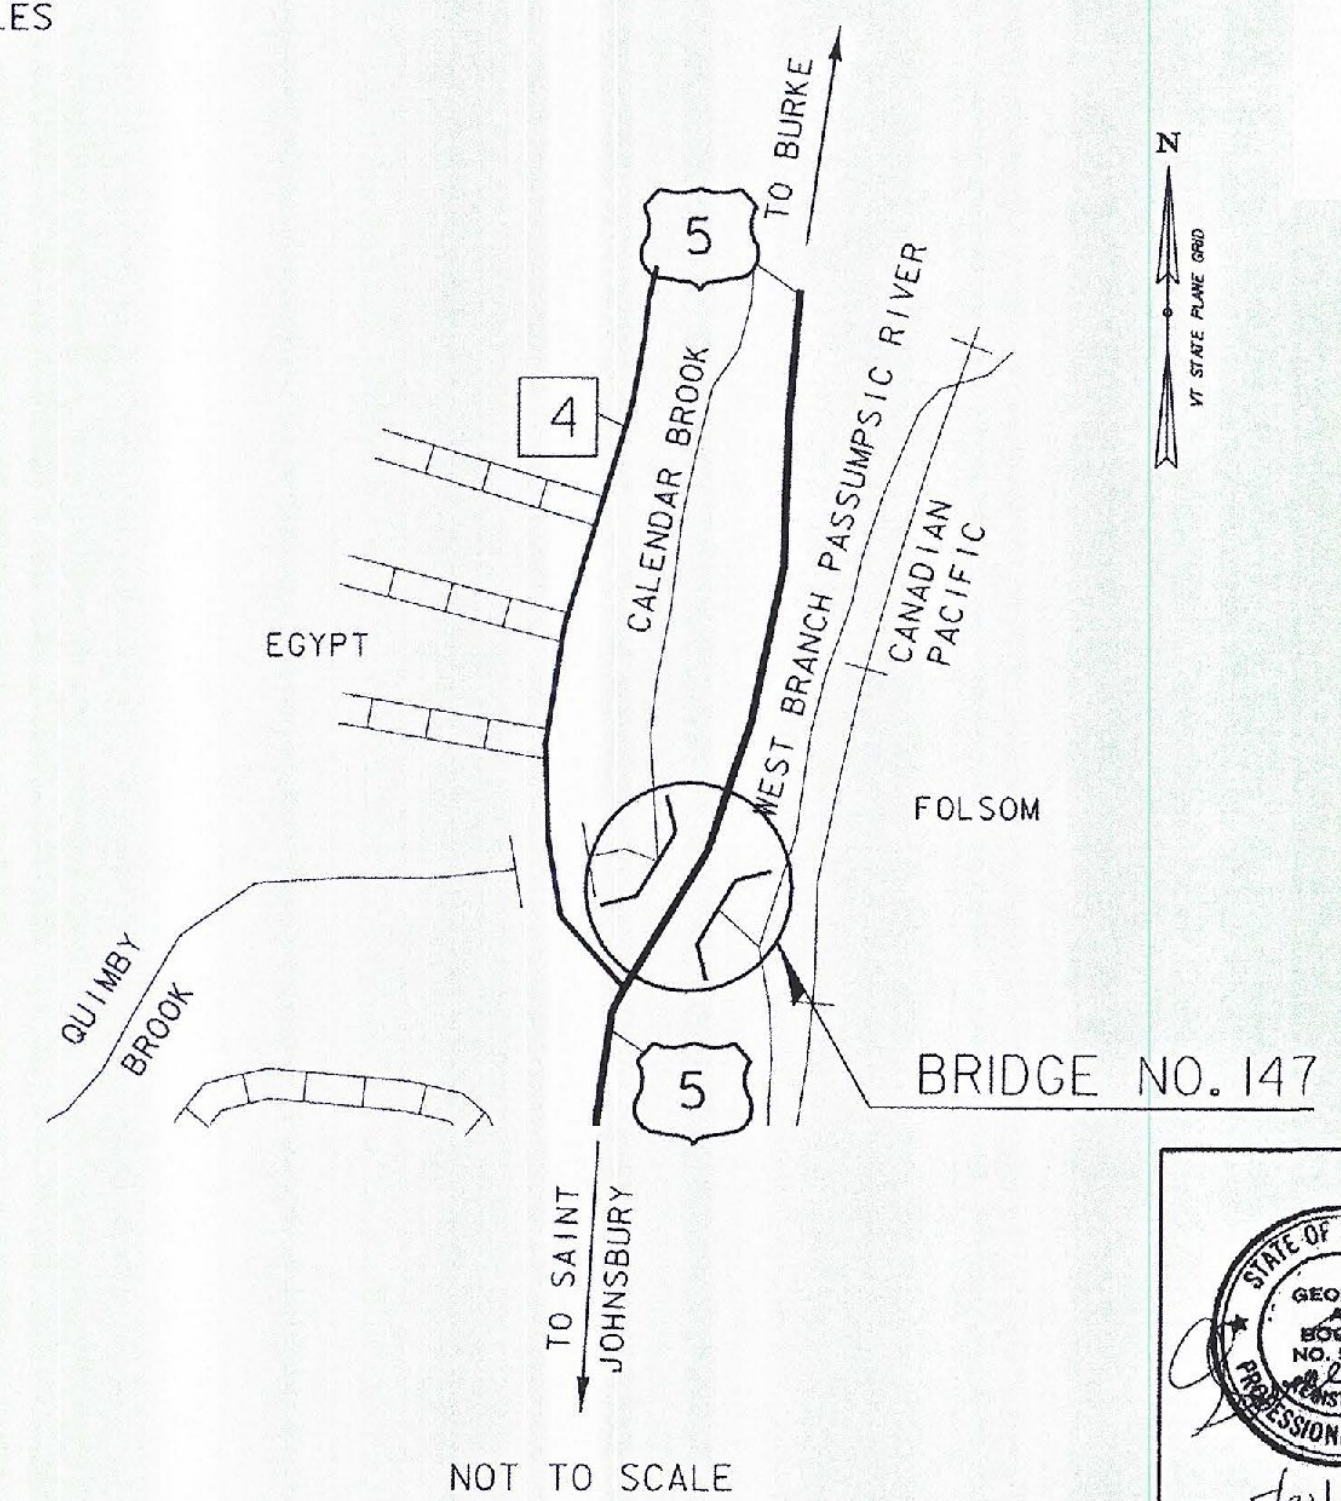 TO BURKE
N
VT STATE PLANE GRID
5
4
CALENDAR BROOK
WEST BRANCH PASSUMPSIC RIVER
CANADIAN
PACIFIC
EGYPT
FOLSOM
QUIMBY
BROOK
5
BRIDGE NO. 147
TO SAINT
JOHNSBURY
STATE OF
NO.
NOT TO SCALE